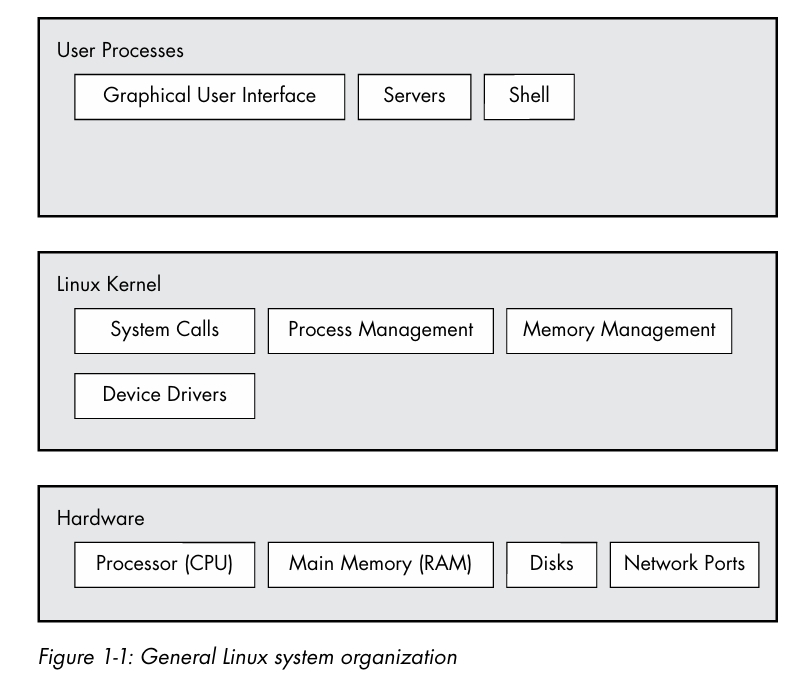 User Processes
Graphical User Interface Servers Shell
Linux Kernel
System Calls Process Management Memory Management
Device Drivers
Hardware
Processor (CPU) Main Memory (RAM) Disks Network Ports
Figure 1-1: General Linux system organization